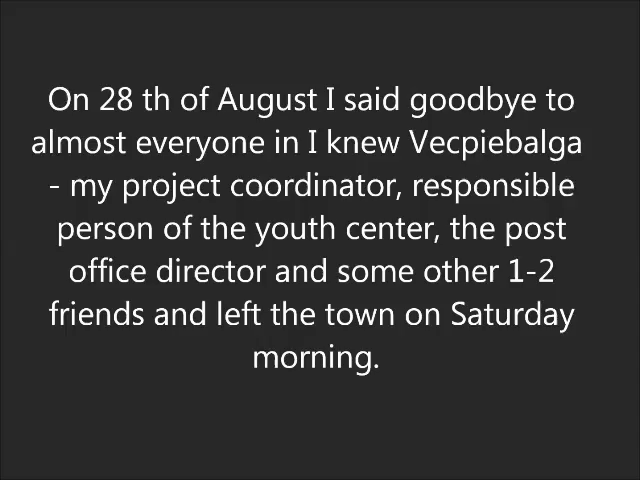 On 28 th of August I said goodbye to
almost everyone in I knew Vecpiebalga
- my project coordinator, responsible
person of the youth center, the post
office director and some other 1-2
friends and left the town on Saturday
morning.